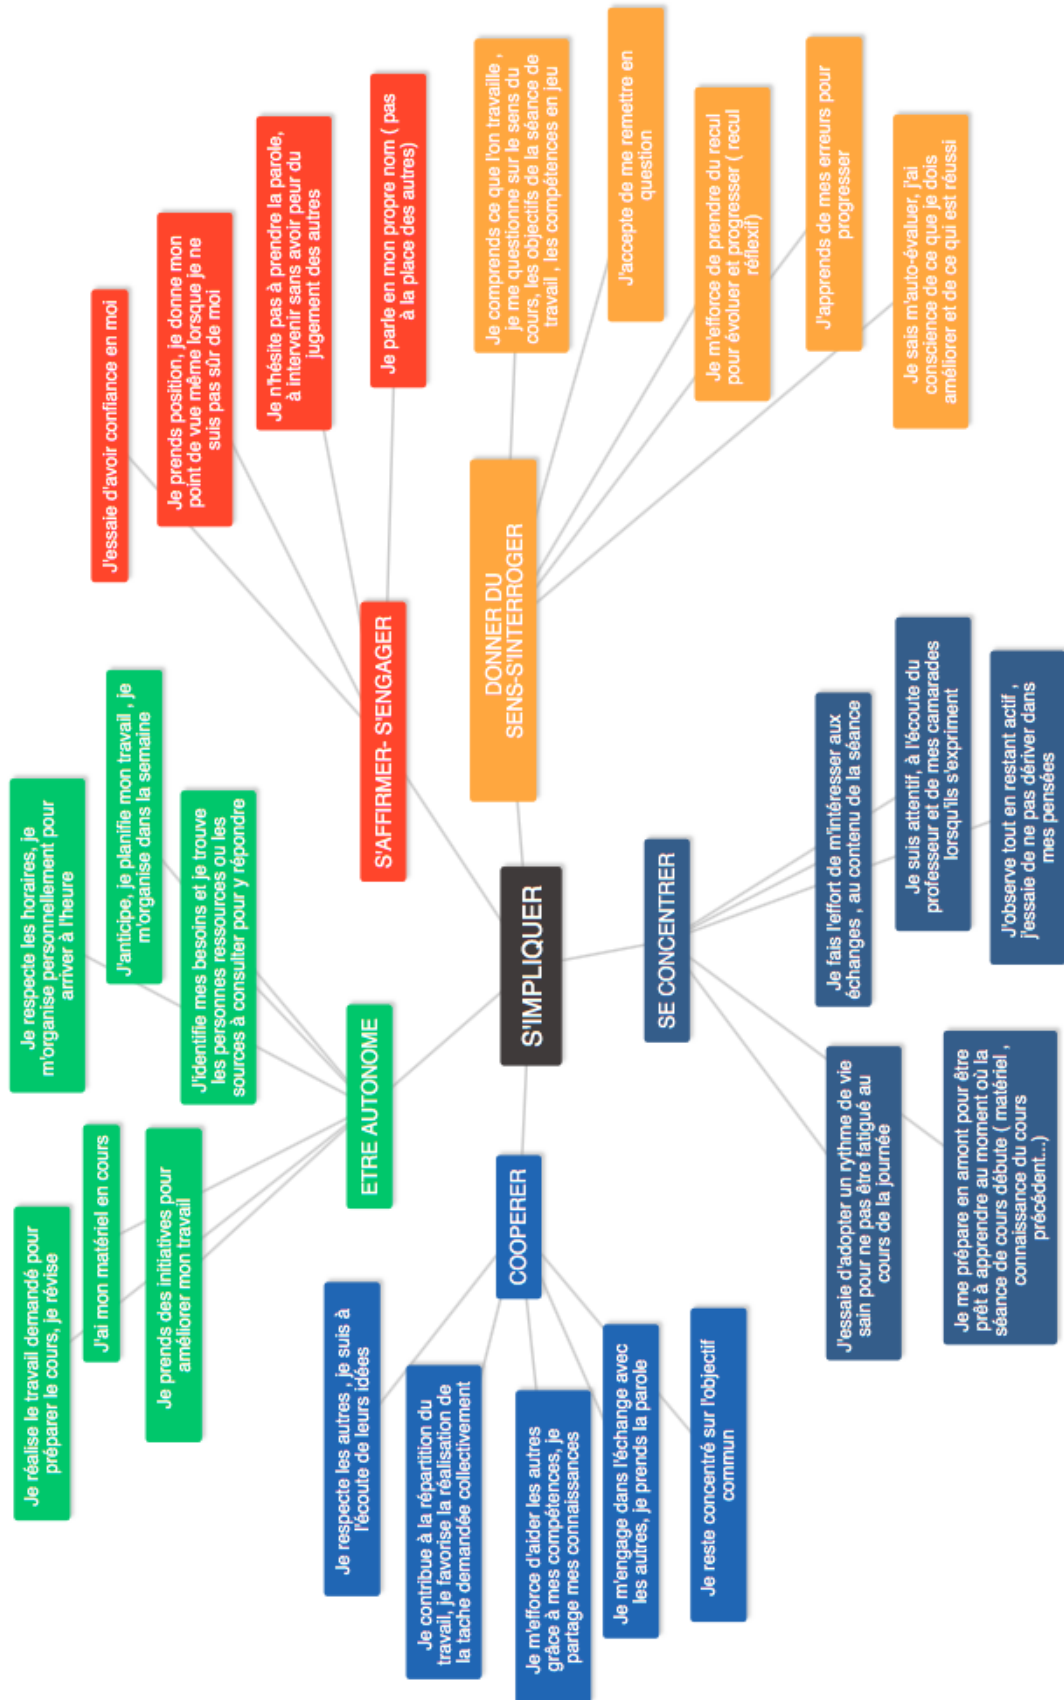 S'IMPLIQUER
ETRE AUTONOME
Je réalise le travail demandé pour
préparer le cours, je révise
J'ai mon matériel en cours
Je prends des initiatives pour
améliorer mon travail
Je respecte les horaires, je
m'organise personnellement pour
arriver à l'heure
J'anticipe, je planifie mon travail , je
m'organise dans la semaine
J'identifie mes besoins et je trouve
les personnes ressources ou les
sources à consulter pour y répondre
S'AFFIRMER- S'ENGAGER
J'essaie d'avoir confiance en moi
Je prends position, je donne mon
point de vue même lorsque je ne
suis pas sûr de moi
Je n'hésite pas à prendre la parole,
à intervenir sans avoir peur du
jugement des autres
Je parle en mon propre nom ( pas
à la place des autres)
DONNER DU
SENS-S'INTERROGER
Je comprends ce que l'on travaille ,
je me questionne sur le sens du
cours, les objectifs de la séance de
travail , les compétences en jeu
J'accepte de me remettre en
question
Je m'efforce de prendre du recul
pour évoluer et progresser ( recul
réflexif)
J'apprends de mes erreurs pour
progresser
Je sais m'auto-évaluer, j'ai
conscience de ce que je dois
améliorer et de ce qui est réussi
COOPERER
Je respecte les autres , je suis à
l'écoute de leurs idées
Je contribue à la répartition du
travail, je favorise la réalisation de
la tache demandée collectivement
Je m'efforce d'aider les autres
grâce à mes compétences, je
partage mes connaissances
Je m'engage dans l'échange avec
les autres, je prends la parole
Je reste concentré sur l'objectif
commun
SE CONCENTRER
Je fais l'effort de m'intéresser aux
échanges , au contenu de la séance
Je suis attentif, à l'écoute du
professeur et de mes camarades
lorsqu'ils s'expriment
J'observe tout en restant actif ,
j'essaie de ne pas dériver dans
mes pensées
J'essaie d'adopter un rythme de vie
sain pour ne pas être fatigué au
cours de la journée
Je me prépare en amont pour être
prêt à apprendre au moment où la
séance de cours débute ( matériel ,
connaissance du cours
précédent...)